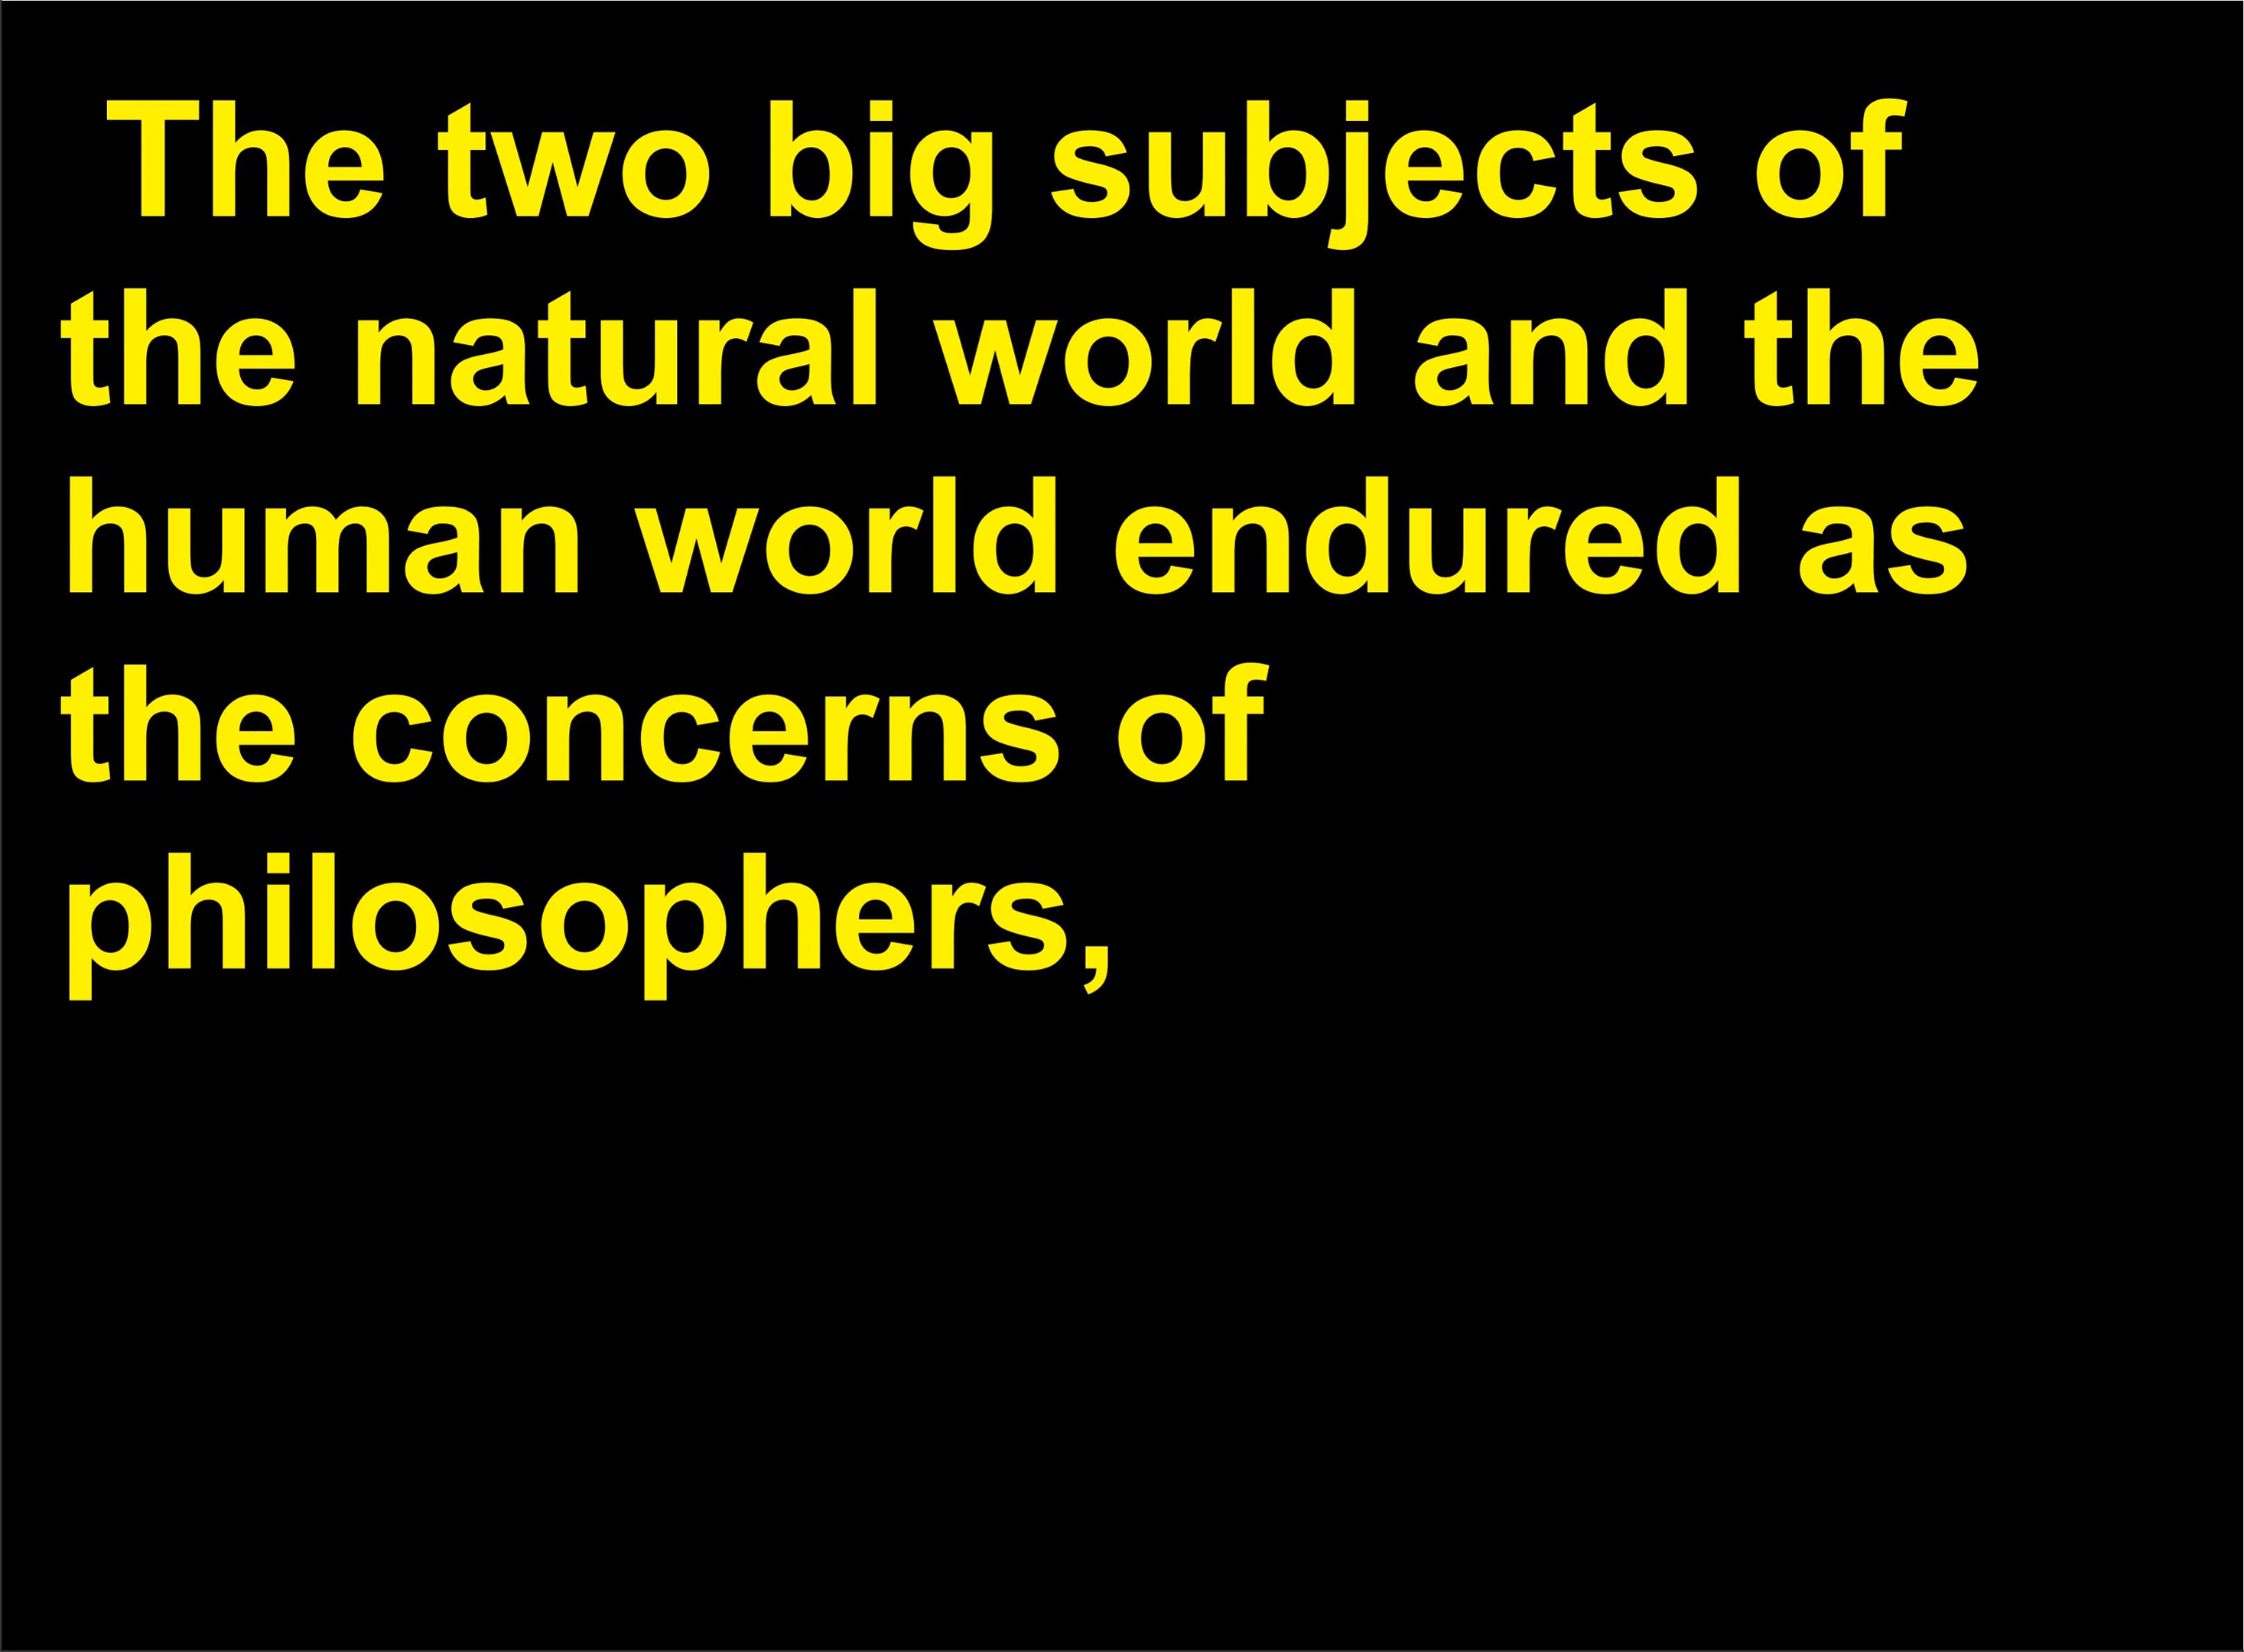 The two big subjects of
the natural world and the
human world endured as
the concerns of
philosophers,